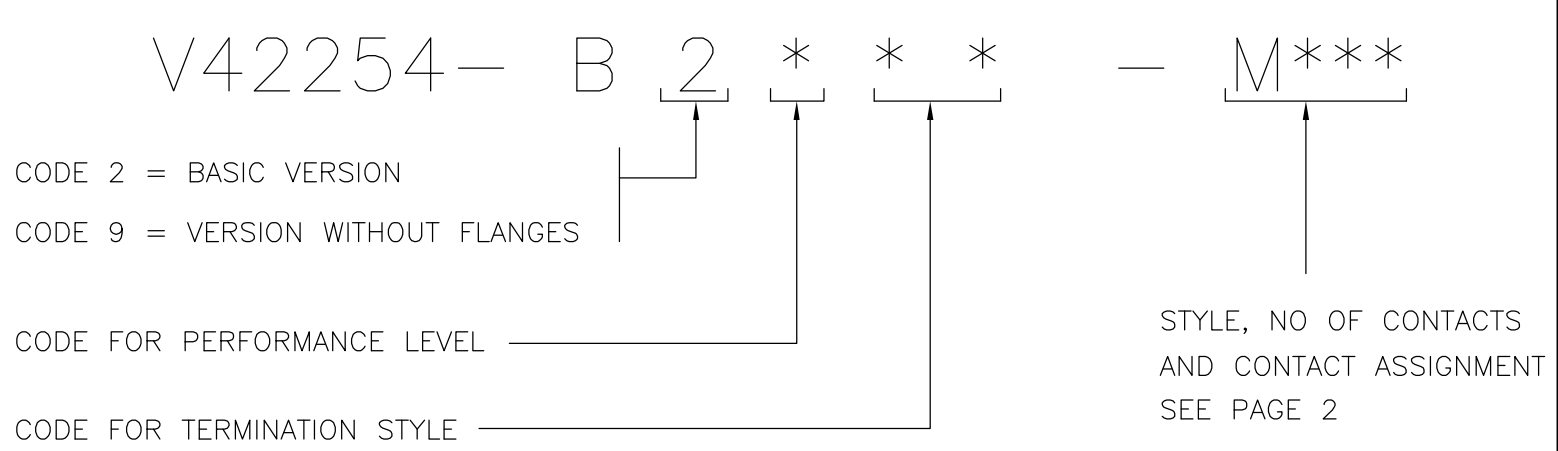 V42254- B 2 * * * - M***
CODE 2 = BASIC VERSION
CODE 9 = VERSION WITHOUT FLANGES
CODE FOR PERFORMANCE LEVEL
CODE FOR TERMINATION STYLE
STYLE, NO OF CONTACTS
AND CONTACT ASSIGNMENT
SEE PAGE 2